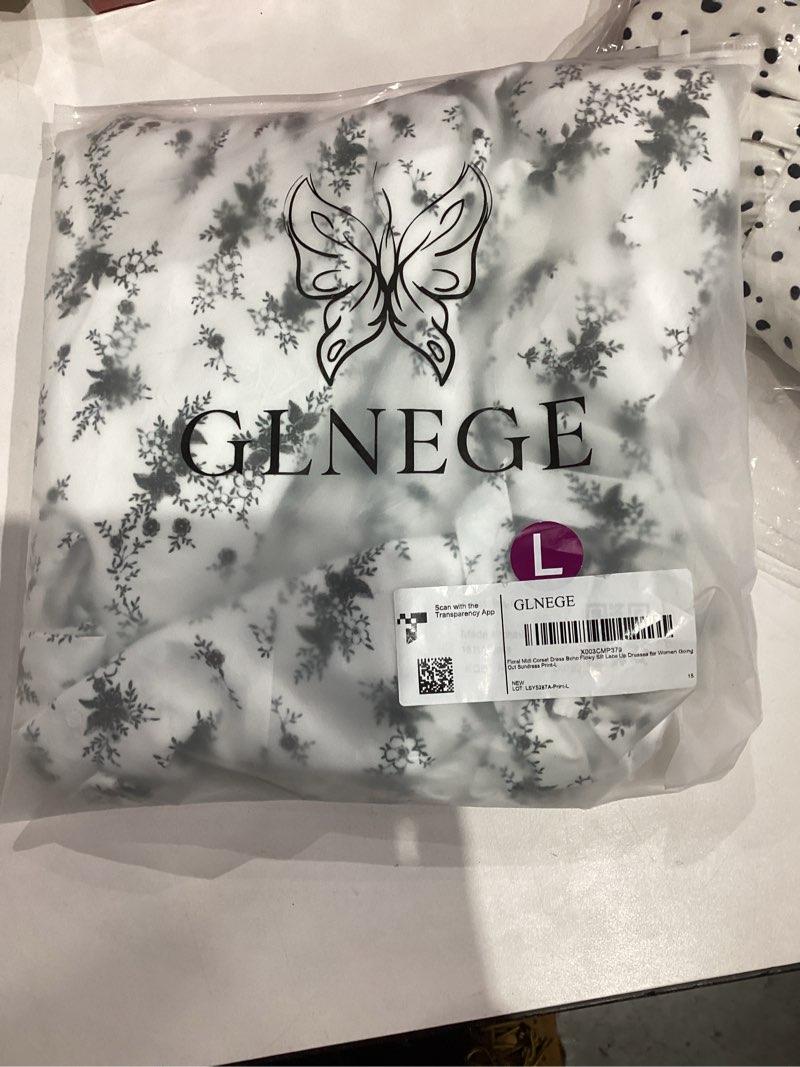 GLNEGE
L
Scan with the
Transparency App
GLNEGE
X003CMP379
Floral Midi Corset Dress Boho Flowy Slit Lace Up Dresses for Women Going
Out Sundress Print-L
NEW
LOT: LSY5287A-Print-L
15